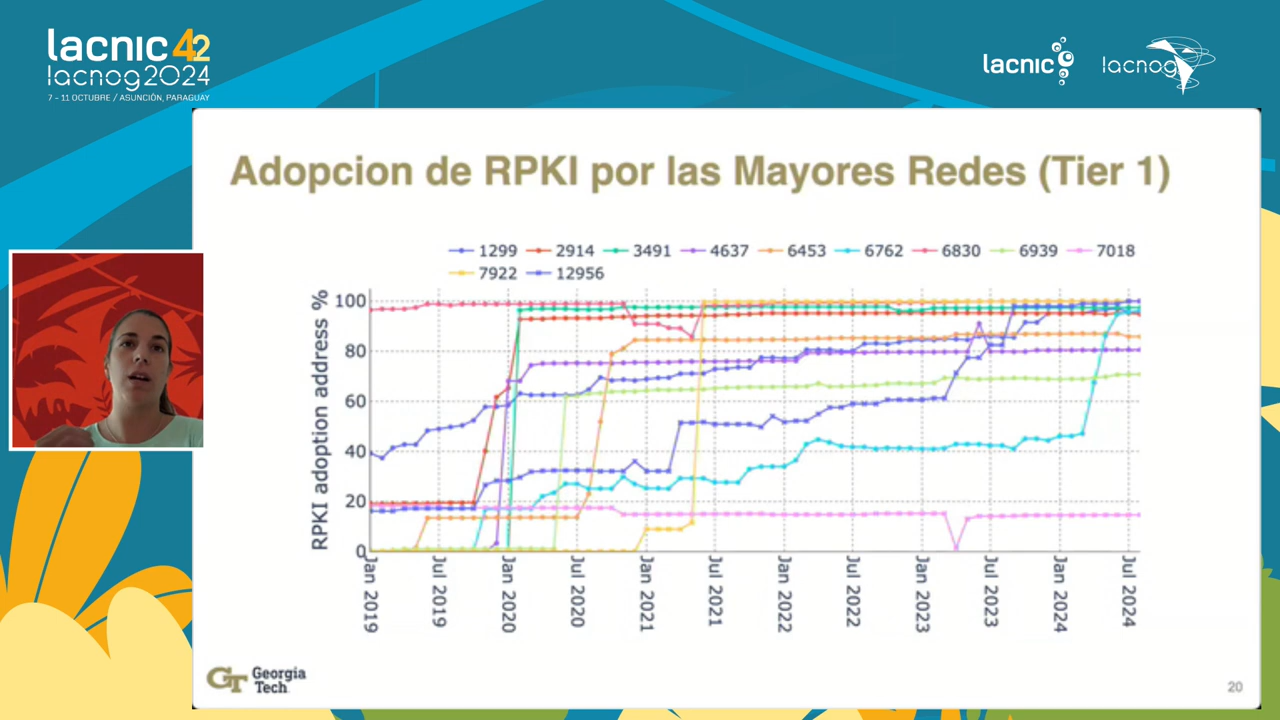 lacnic 42
lacnog2024
7 - 11 OCTUBRE / ASUNCIÓN, PARAGUAY
lacnic
lacnog
Adopcion de RPKI por las Mayores Redes (Tier 1)
1299 2914 3491 4637 6453 6762 6830 6939 7018
7922 12956
RPKI adoption address %
100
80
60
40
20
0
Jan 2019
Jul 2019
Jan 2020
Jul 2020
Jan 2021
Jul 2021
Jan 2022
Jul 2022
Jan 2023
Jul 2023
Jan 2024
Jul 2024
GT Georgia
Tech
20